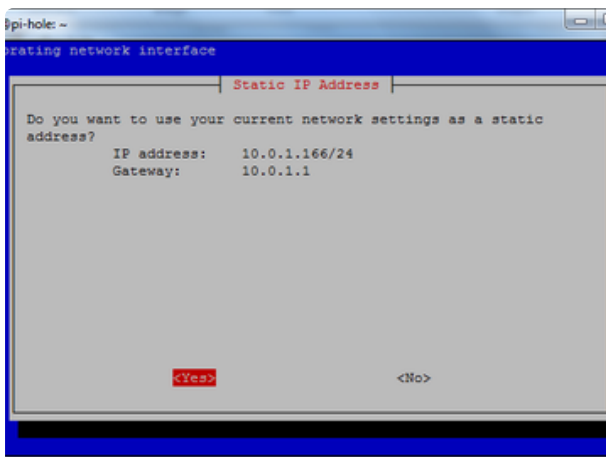 pi-hole: ~
orating network interface
Static IP Address
Do you want to use your current network settings as a static
address?
IP address: 10.0.1.166/24
Gateway: 10.0.1.1
<Yes> <No>